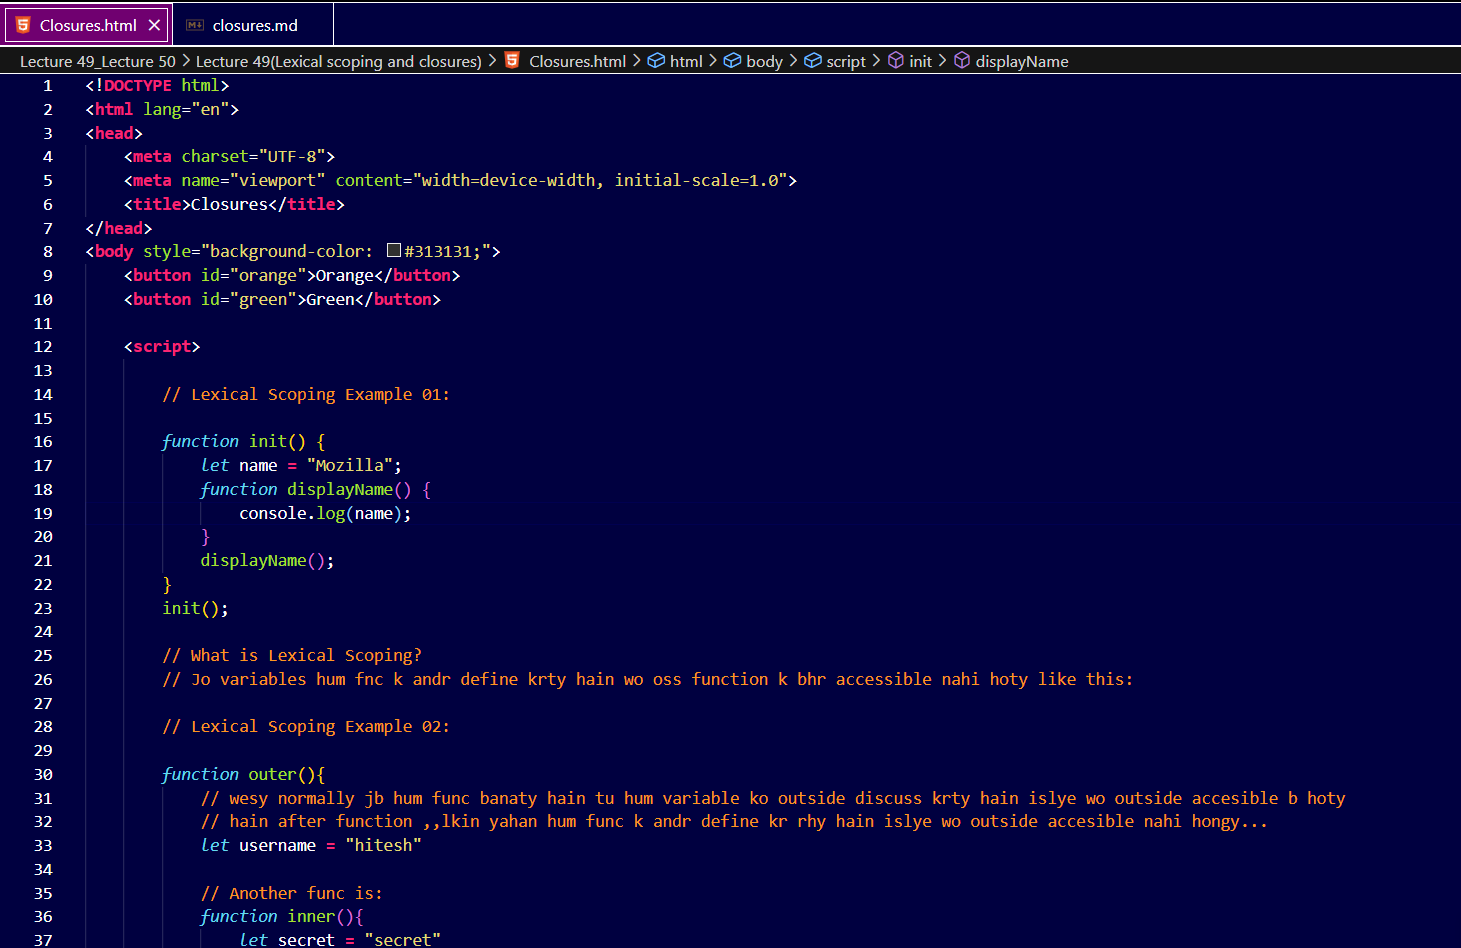 Closures.html
closures.md
Lecture 49_Lecture 50 > Lecture 49(Lexical scoping and closures) > Closures.html > html > body > script > init > displayName
1 <!DOCTYPE html>
2 <html lang="en">
3 <head>
4     <meta charset="UTF-8">
5     <meta name="viewport" content="width=device-width, initial-scale=1.0">
6     <title>Closures</title>
7 </head>
8 <body style="background-color: #313131;">
9     <button id="orange">Orange</button>
10     <button id="green">Green</button>
11
12     <script>
13
14         // Lexical Scoping Example 01:
15
16         function init() {
17             let name = "Mozilla";
18             function displayName() {
19                 console.log(name);
20             }
21             displayName();
22         }
23         init();
24
25         // What is Lexical Scoping?
26         // Jo variables hum fnc k andr define krty hain wo oss function k bhr accessible nahi hoty like this:
27
28         // Lexical Scoping Example 02:
29
30         function outer(){
31             // wesy normally jb hum func banaty hain tu hum variable ko outside discuss krty hain islye wo outside accesible b hoty
32             // hain after function ,,lkin yahan hum func k andr define kr rhy hain islye wo outside accesible nahi hongy...
33             let username = "hitesh"
34
35             // Another func is:
36             function inner(){
37                 let secret = "secret"